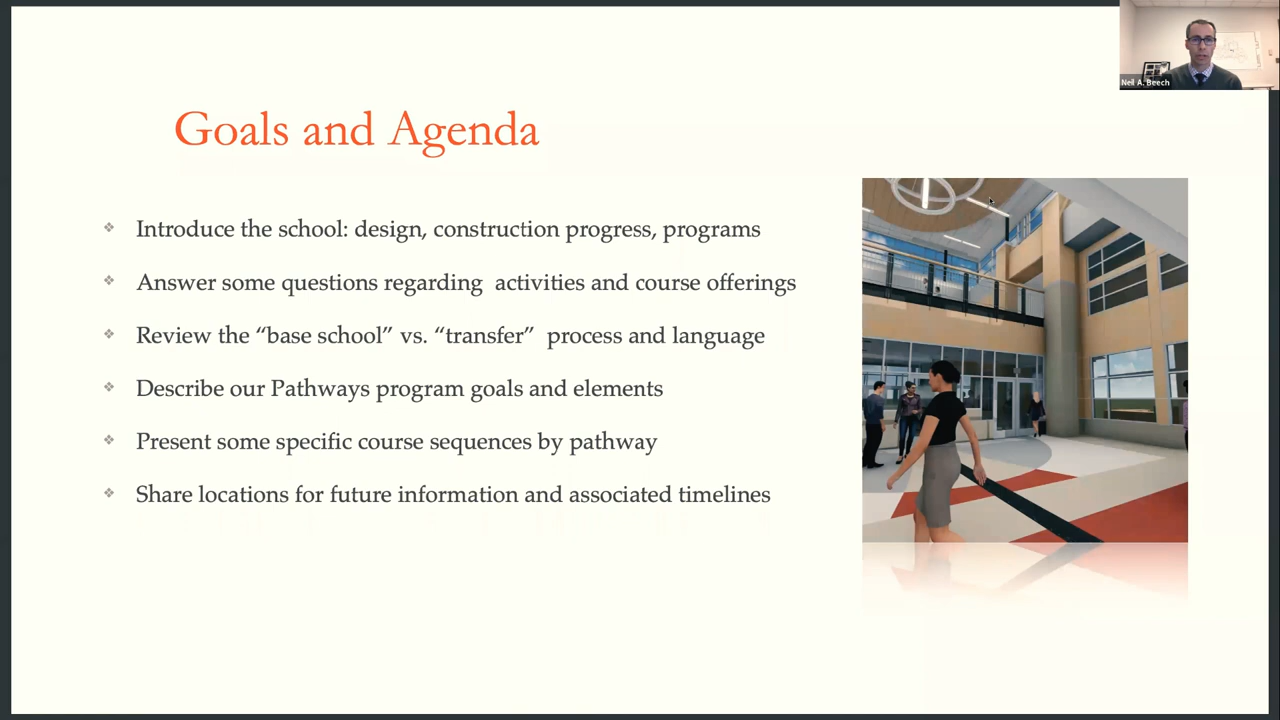 Neil A. Beech
Goals and Agenda
Introduce the school: design, construction progress, programs
Answer some questions regarding  activities and course offerings
Review the “base school” vs. “transfer”  process and language
Describe our Pathways program goals and elements
Present some specific course sequences by pathway
Share locations for future information and associated timelines